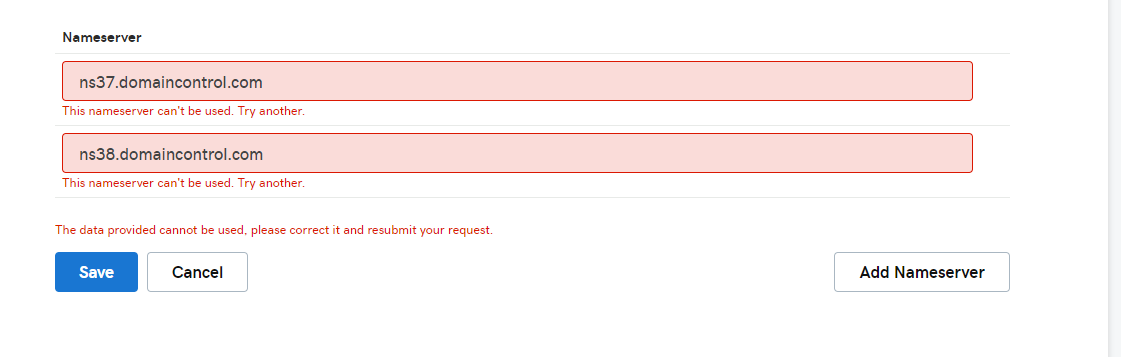 Nameserver
ns37.domaincontrol.com
This nameserver can't be used. Try another.
ns38.domaincontrol.com
This nameserver can't be used. Try another.
The data provided cannot be used, please correct it and resubmit your request.
Save Cancel Add Nameserver